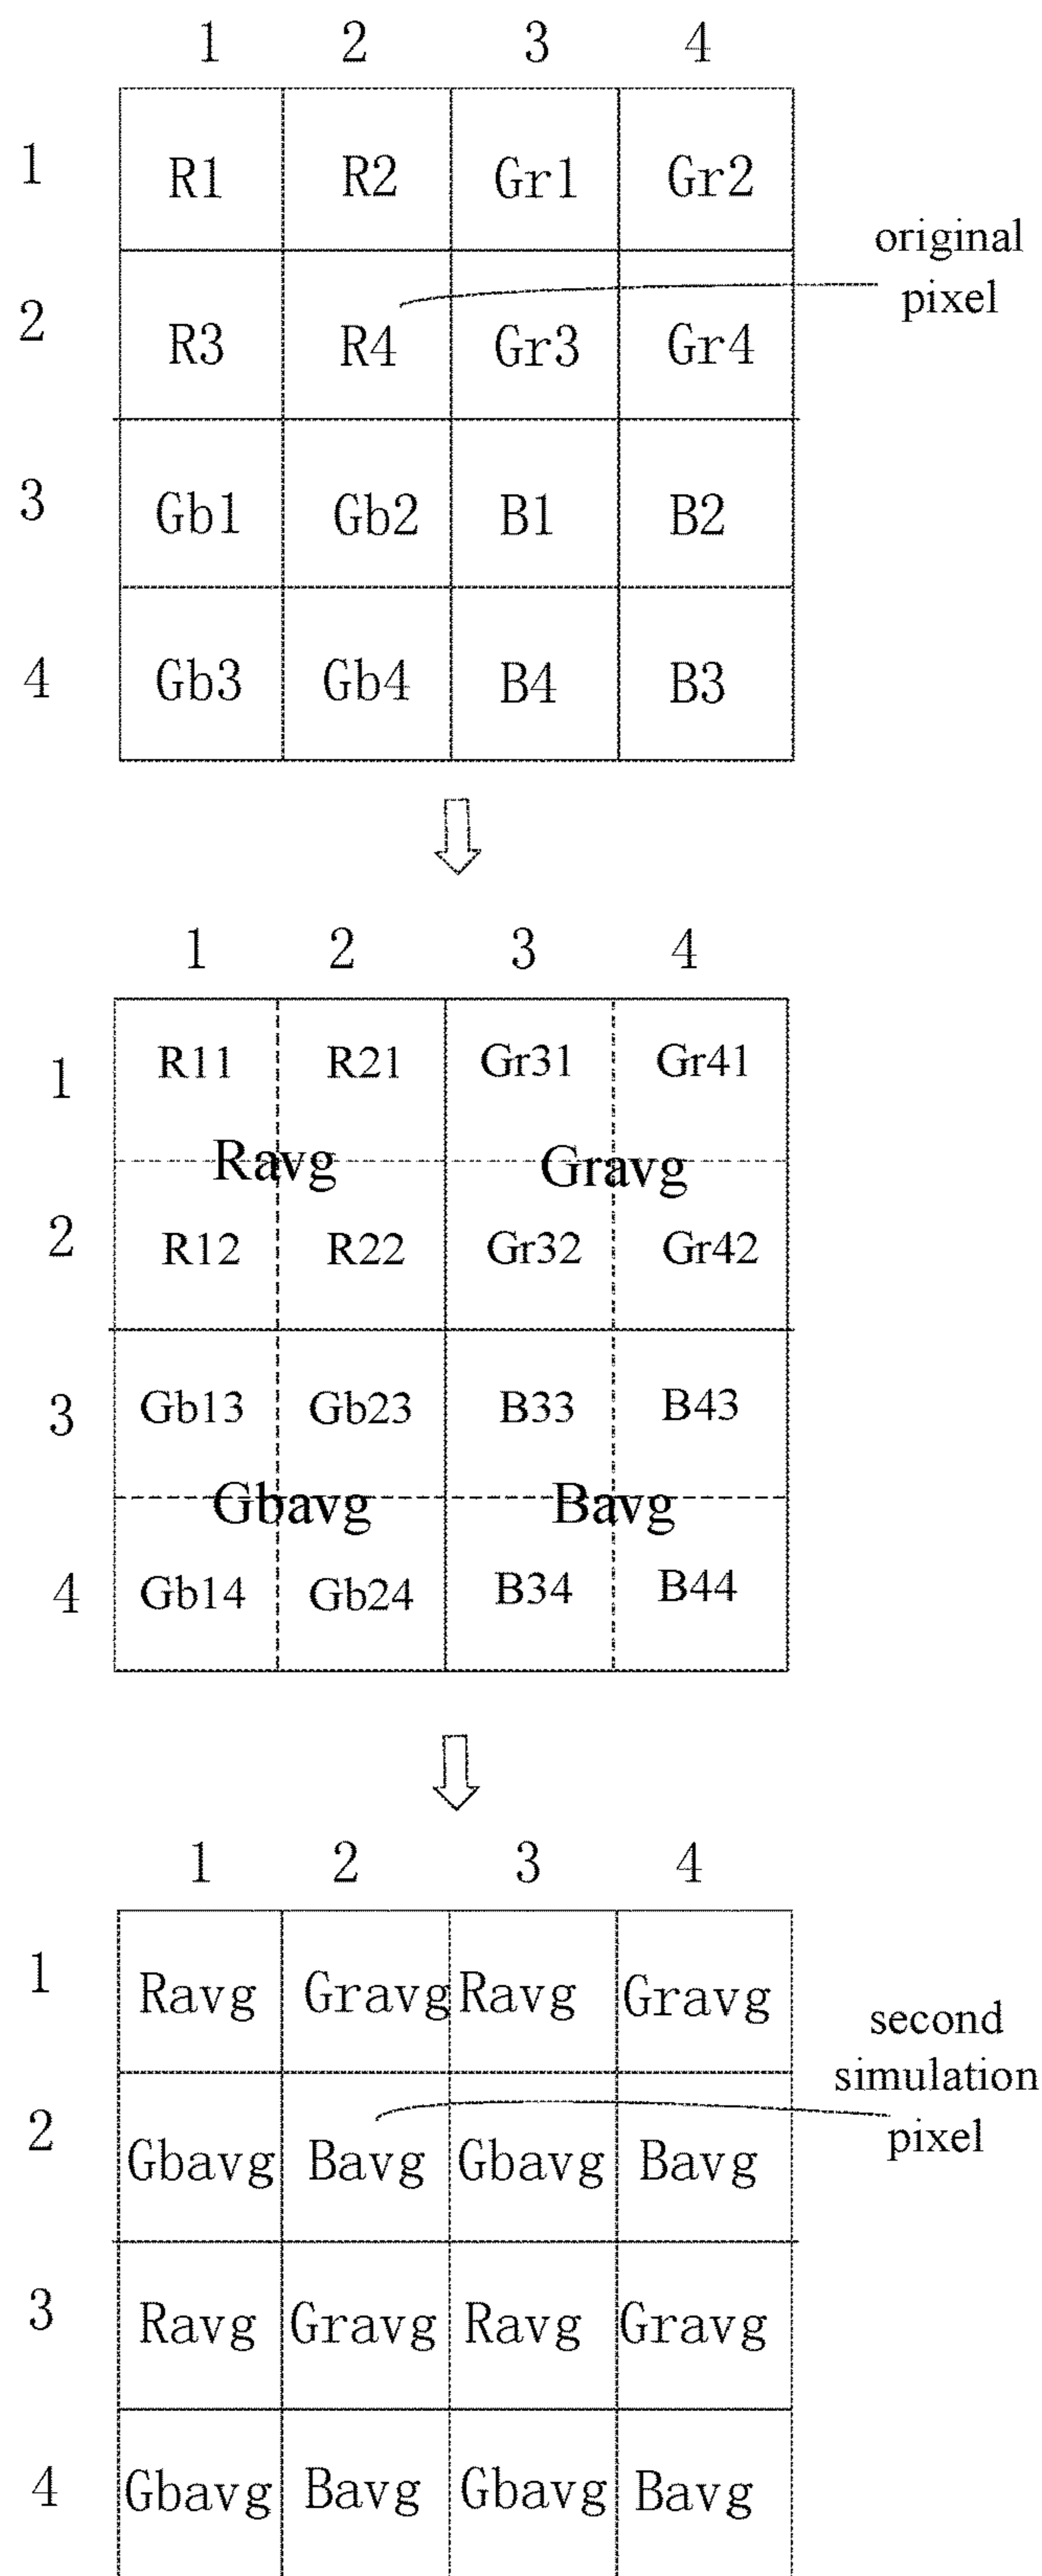 1 2 3 4
1 R1 R2 Gr1 Gr2
original
pixel
2 R3 R4 Gr3 Gr4
3 Gb1 Gb2 B1 B2
4 Gb3 Gb4 B4 B3
1 2 3 4
1 R11 R21 Gr31 Gr41
Ravg Gravg
2 R12 R22 Gr32 Gr42
3 Gb13 Gb23 B33 B43
Gbavg Bavg
4 Gb14 Gb24 B34 B44
1 2 3 4
1 Ravg Gravg Ravg Gravg
second
simulation
pixel
2 Gbavg Bavg Gbavg Bavg
3 Ravg Gravg Ravg Gravg
4 Gbavg Bavg Gbavg Bavg